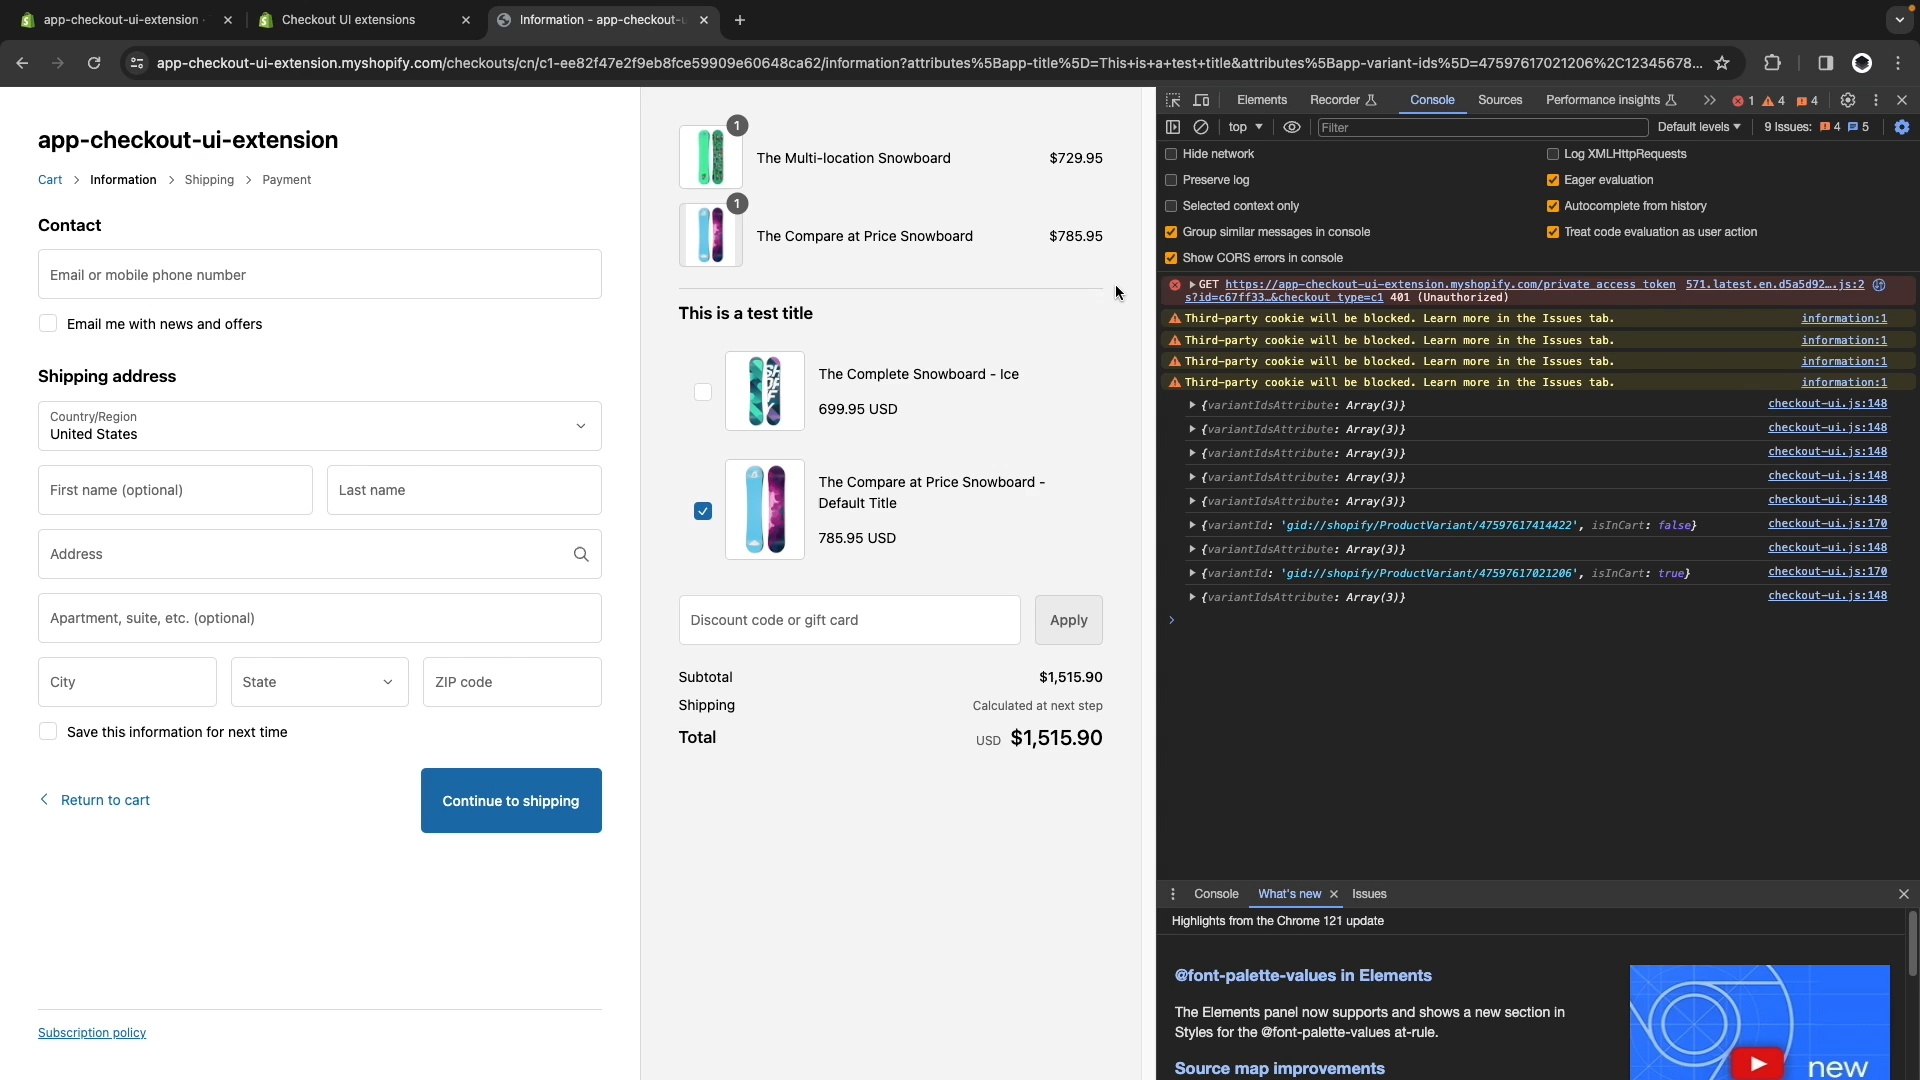 app-checkout-ui-extension ·
Checkout UI extensions
Information - app-checkout-u
app-checkout-ui-extension.myshopify.com/checkouts/cn/c1-ee82f47e2f9eb8fce59909e60648ca62/information?attributes%5Bapp-title%5D=This+is+a+test+title&attributes%5Bapp-variant-ids%5D=47597617021206%2C12345678...
app-checkout-ui-extension
Cart > Information > Shipping > Payment
Contact
Email or mobile phone number
Email me with news and offers
Shipping address
Country/Region
United States
First name (optional)
Last name
Address
Apartment, suite, etc. (optional)
City
State
ZIP code
Save this information for next time
Return to cart
Continue to shipping
Subscription policy
1
The Multi-location Snowboard
$729.95
1
The Compare at Price Snowboard
$785.95
This is a test title
The Complete Snowboard - Ice
699.95 USD
The Compare at Price Snowboard -
Default Title
785.95 USD
Discount code or gift card
Apply
Subtotal
$1,515.90
Shipping
Calculated at next step
Total
USD $1,515.90
Elements
Recorder
Console
Sources
Performance insights
1
4
4
top
Filter
Default levels
9 Issues: 4 5
Hide network
Log XMLHttpRequests
Preserve log
Eager evaluation
Selected context only
Autocomplete from history
Group similar messages in console
Treat code evaluation as user action
Show CORS errors in console
GET https://app-checkout-ui-extension.myshopify.com/private_access_token 571.latest.en.d5a5d92….js:2
s?id=c67ff33…&checkout_type=c1 401 (Unauthorized)
Third-party cookie will be blocked. Learn more in the Issues tab. information:1
Third-party cookie will be blocked. Learn more in the Issues tab. information:1
Third-party cookie will be blocked. Learn more in the Issues tab. information:1
Third-party cookie will be blocked. Learn more in the Issues tab. information:1
{variantIdsAttribute: Array(3)} checkout-ui.js:148
{variantIdsAttribute: Array(3)} checkout-ui.js:148
{variantIdsAttribute: Array(3)} checkout-ui.js:148
{variantIdsAttribute: Array(3)} checkout-ui.js:148
{variantIdsAttribute: Array(3)} checkout-ui.js:148
{variantId: 'gid://shopify/ProductVariant/47597617414422', isInCart: false} checkout-ui.js:170
{variantIdsAttribute: Array(3)} checkout-ui.js:148
{variantId: 'gid://shopify/ProductVariant/47597617021206', isInCart: true} checkout-ui.js:170
{variantIdsAttribute: Array(3)} checkout-ui.js:148
Console
What's new
Issues
Highlights from the Chrome 121 update
@font-palette-values in Elements
The Elements panel now supports and shows a new section in
Styles for the @font-palette-values at-rule.
Source map improvements
new